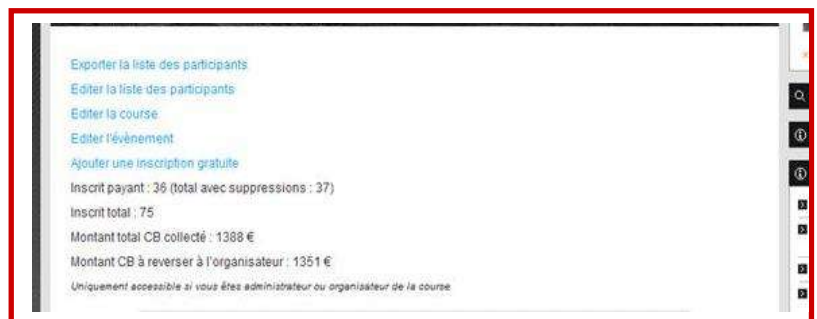 Exporter la liste des participants
Editer la liste des participants
Editer la course
Editer l'évènement
Ajouter une inscription gratuite
Inscrit payant : 36 (total avec suppressions : 37)
Inscrit total : 75
Montant total CB collecté : 1388 €
Montant CB à reverser à l'organisateur : 1351 €
Uniquement accessible si vous êtes administrateur ou organisateur de la course